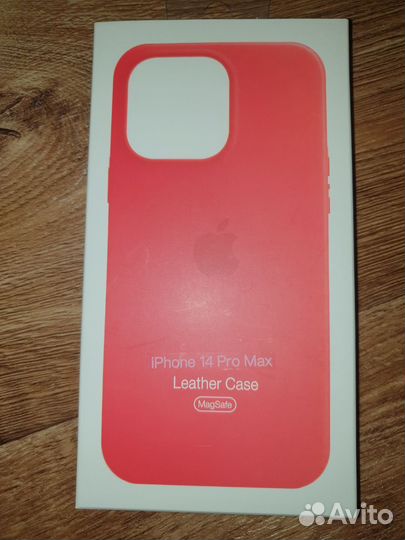 iPhone 14 Pro Max
Leather Case
MagSafe
Avito